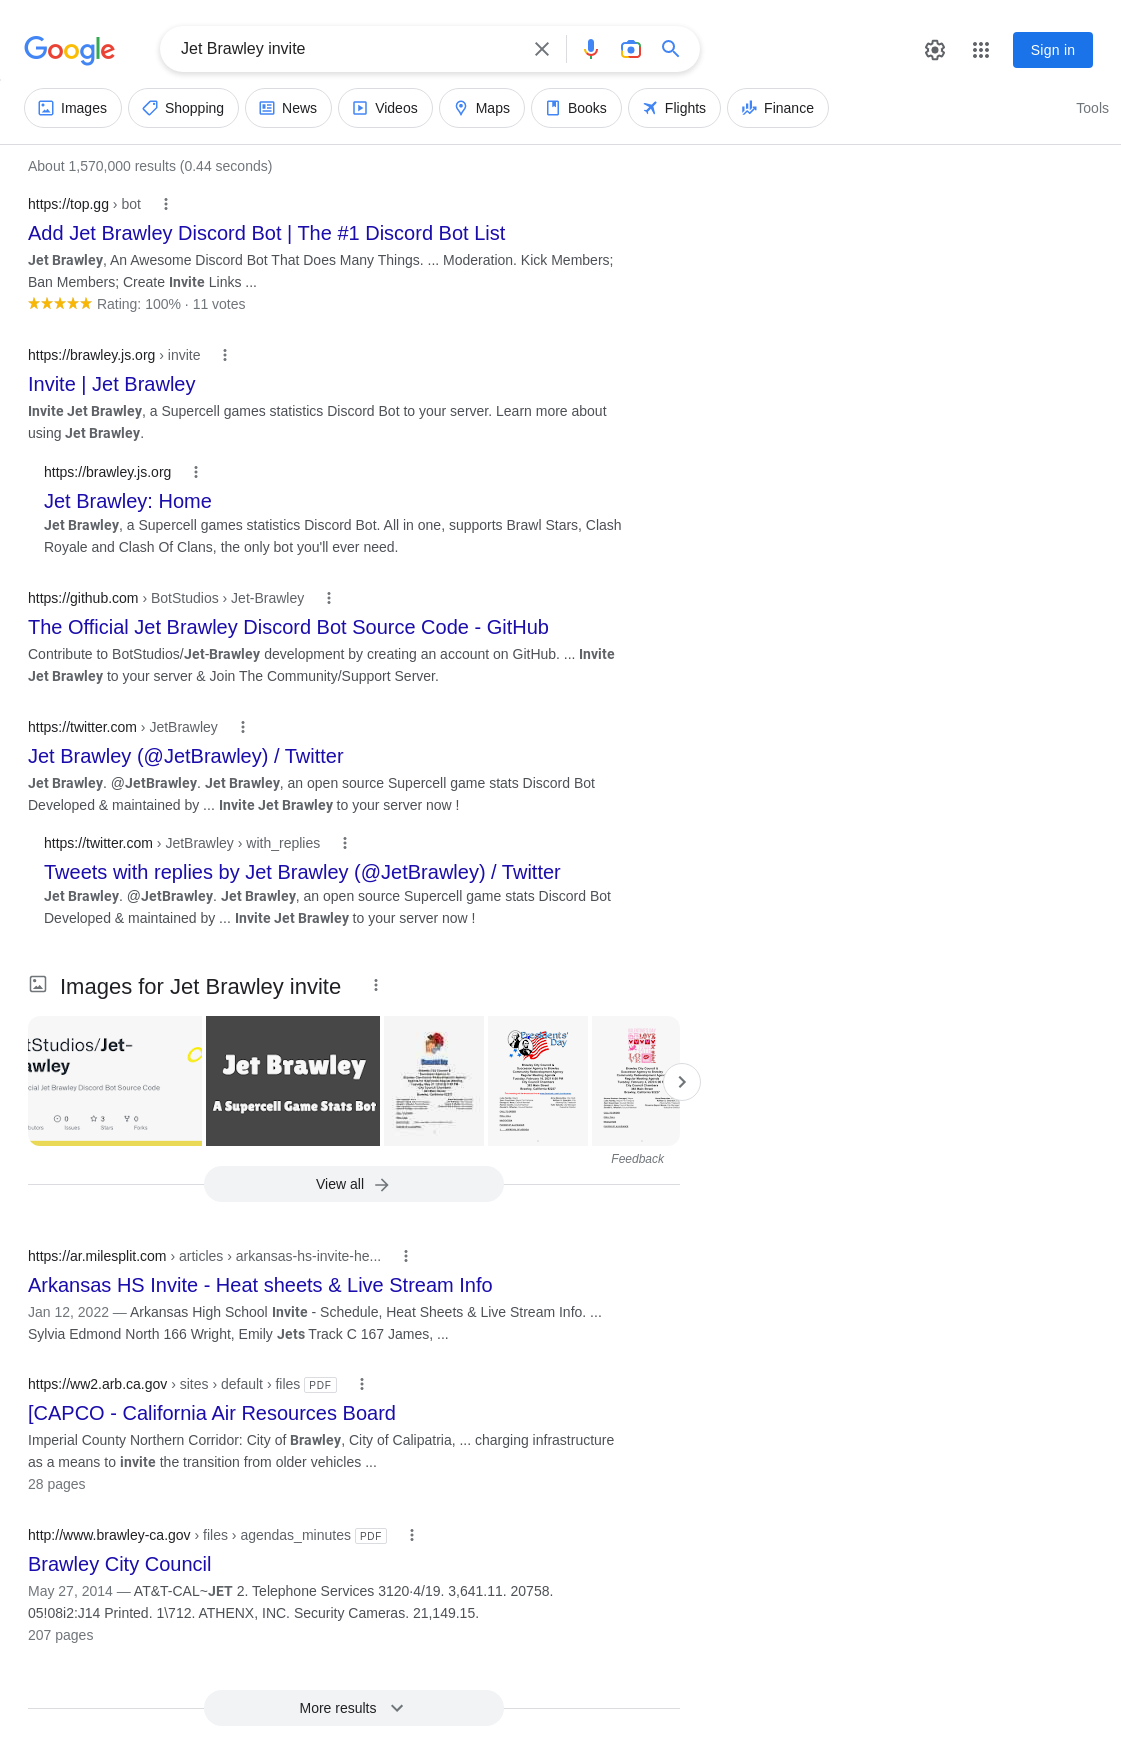 Google
Jet Brawley invite
Sign in
Images
Shopping
News
Videos
Maps
Books
Flights
Finance
Tools
About 1,570,000 results (0.44 seconds)
https://top.gg › bot
Add Jet Brawley Discord Bot | The #1 Discord Bot List
Jet Brawley, An Awesome Discord Bot That Does Many Things. ... Moderation. Kick Members;
Ban Members; Create Invite Links ...
Rating: 100% · 11 votes
https://brawley.js.org › invite
Invite | Jet Brawley
Invite Jet Brawley, a Supercell games statistics Discord Bot to your server. Learn more about
using Jet Brawley.
https://brawley.js.org
Jet Brawley: Home
Jet Brawley, a Supercell games statistics Discord Bot. All in one, supports Brawl Stars, Clash
Royale and Clash Of Clans, the only bot you'll ever need.
https://github.com › BotStudios › Jet-Brawley
The Official Jet Brawley Discord Bot Source Code - GitHub
Contribute to BotStudios/Jet-Brawley development by creating an account on GitHub. ... Invite
Jet Brawley to your server & Join The Community/Support Server.
https://twitter.com › JetBrawley
Jet Brawley (@JetBrawley) / Twitter
Jet Brawley. @JetBrawley. Jet Brawley, an open source Supercell game stats Discord Bot
Developed & maintained by ... Invite Jet Brawley to your server now !
https://twitter.com › JetBrawley › with_replies
Tweets with replies by Jet Brawley (@JetBrawley) / Twitter
Jet Brawley. @JetBrawley. Jet Brawley, an open source Supercell game stats Discord Bot
Developed & maintained by ... Invite Jet Brawley to your server now !
Images for Jet Brawley invite
tStudios/Jet-
awley
cial Jet Brawley Discord Bot Source Code
0
3
0
Issues
Stars
Forks
Jet Brawley
A Supercell Game Stats Bot
Memorial Day
Presidents'
Day
Feedback
View all
https://ar.milesplit.com › articles › arkansas-hs-invite-he...
Arkansas HS Invite - Heat sheets & Live Stream Info
Jan 12, 2022 — Arkansas High School Invite - Schedule, Heat Sheets & Live Stream Info. ...
Sylvia Edmond North 166 Wright, Emily Jets Track C 167 James, ...
https://ww2.arb.ca.gov › sites › default › files PDF
[CAPCO - California Air Resources Board
Imperial County Northern Corridor: City of Brawley, City of Calipatria, ... charging infrastructure
as a means to invite the transition from older vehicles ...
28 pages
http://www.brawley-ca.gov › files › agendas_minutes PDF
Brawley City Council
May 27, 2014 — AT&T-CAL~JET 2. Telephone Services 3120·4/19. 3,641.11. 20758.
05!08i2:J14 Printed. 1\712. ATHENX, INC. Security Cameras. 21,149.15.
207 pages
More results